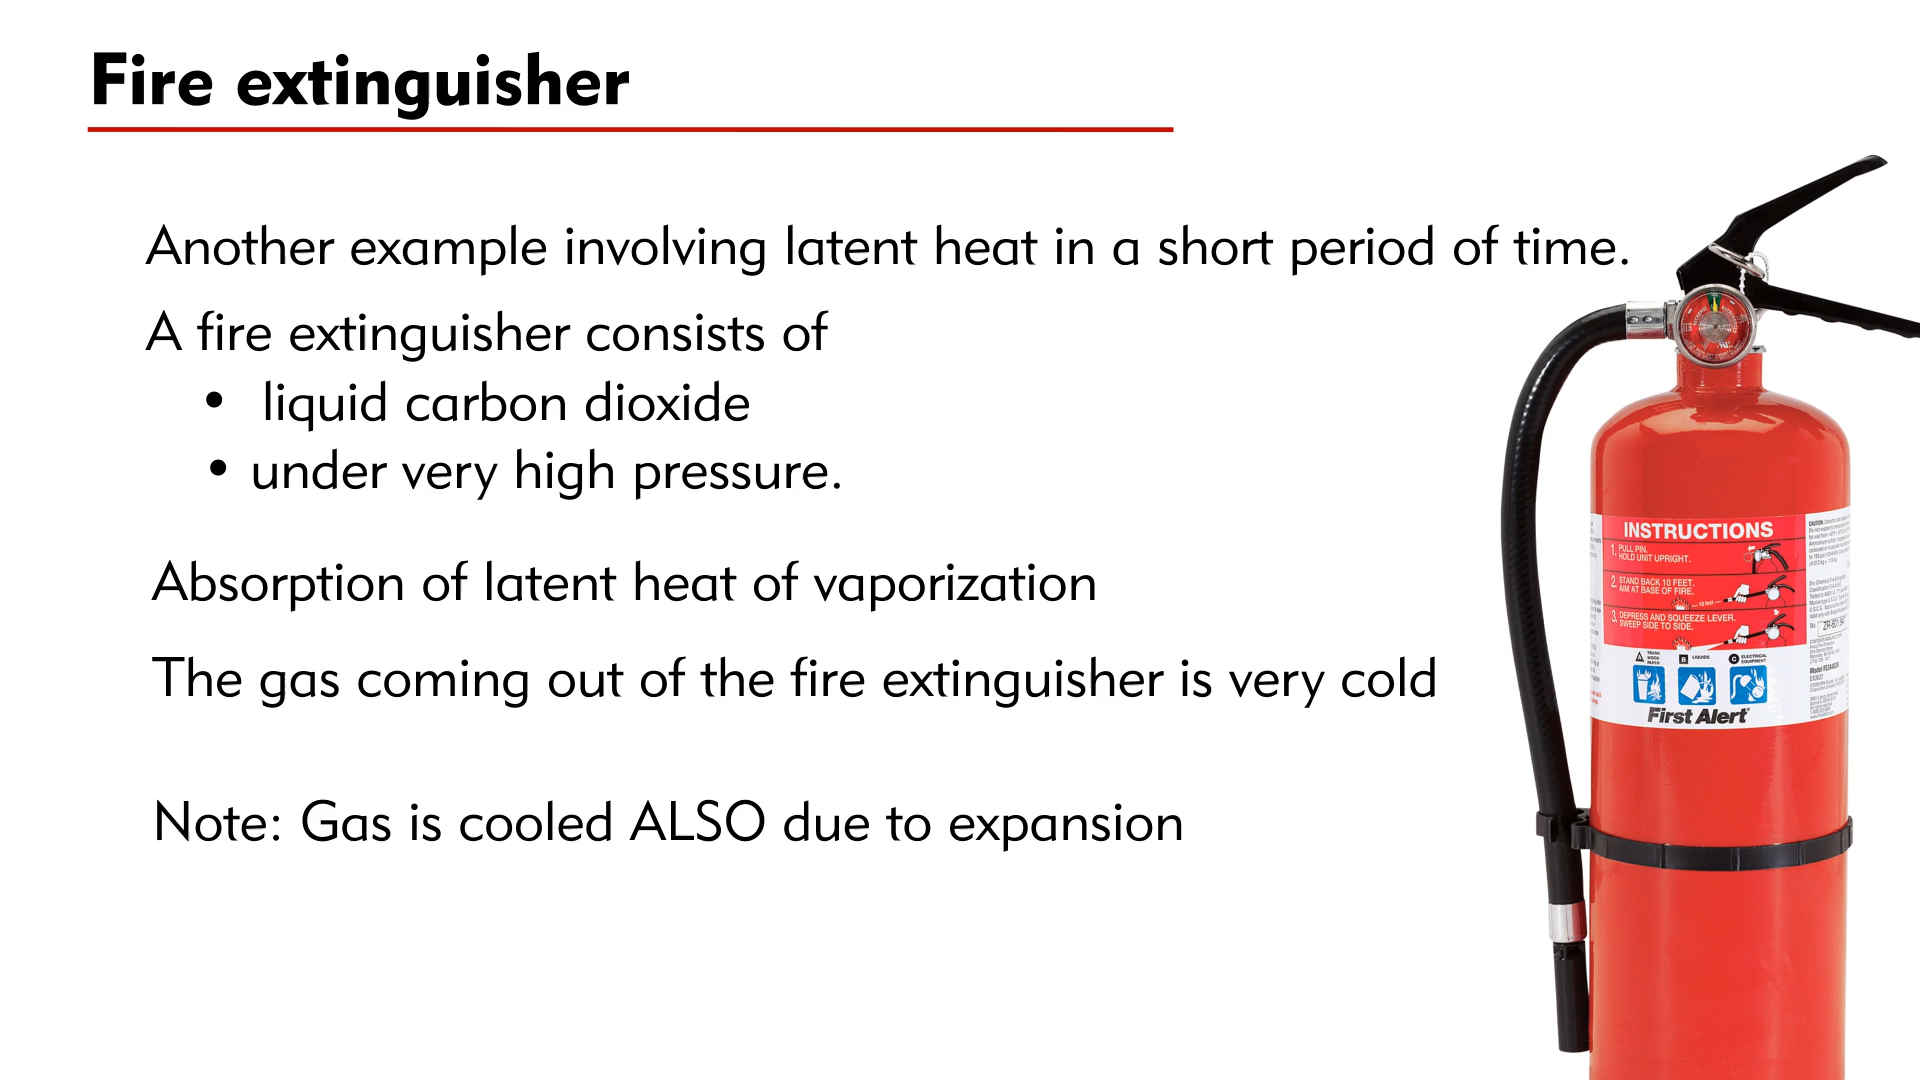 Fire extinguisher
Another example involving latent heat in a short period of time.
A fire extinguisher consists of
• liquid carbon dioxide
• under very high pressure.
Absorption of latent heat of vaporization
The gas coming out of the fire extinguisher is very cold
Note: Gas is cooled ALSO due to expansion
INSTRUCTIONS
1. PULL PIN.
HOLD UNIT UPRIGHT.
2. STAND BACK 10 FEET.
AIM AT BASE OF FIRE.
3. DEPRESS AND SQUEEZE LEVER.
SWEEP SIDE TO SIDE.
A TRASH
WOOD
PAPER
B LIQUIDS
C ELECTRICAL
EQUIPMENT
First Alert